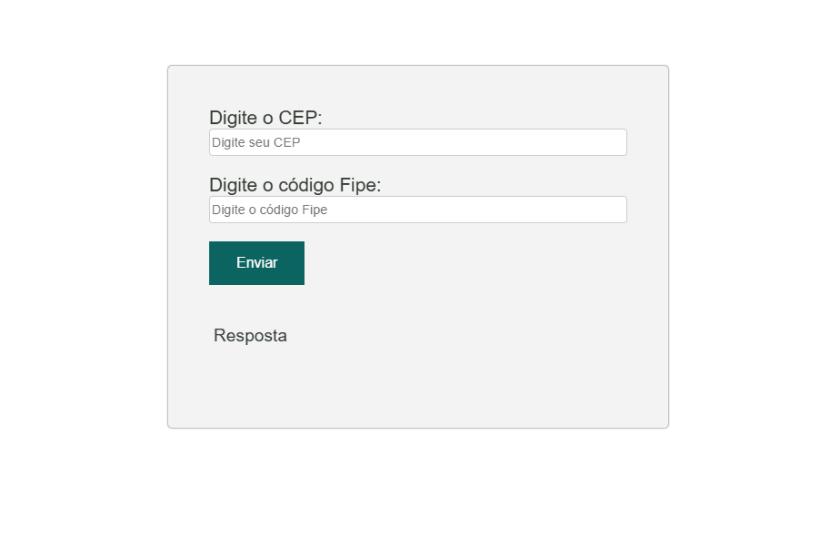 Digite o CEP:
Digite seu CEP
Digite o código Fipe:
Digite o código Fipe
Enviar
Resposta